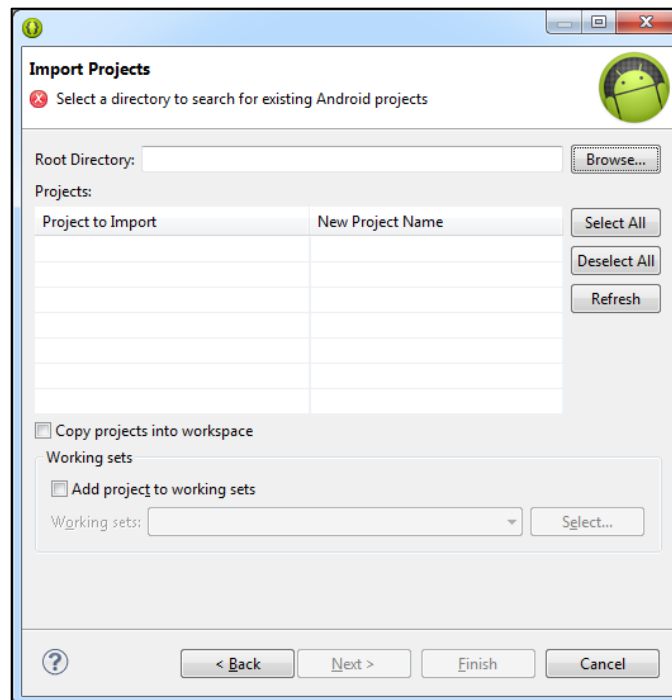 Import Projects
Select a directory to search for existing Android projects
Root Directory: Browse...
Projects:
Project to Import New Project Name Select All
Deselect All
Refresh
Copy projects into workspace
Working sets
Add project to working sets
Working sets: Select...
? < Back Next > Finish Cancel